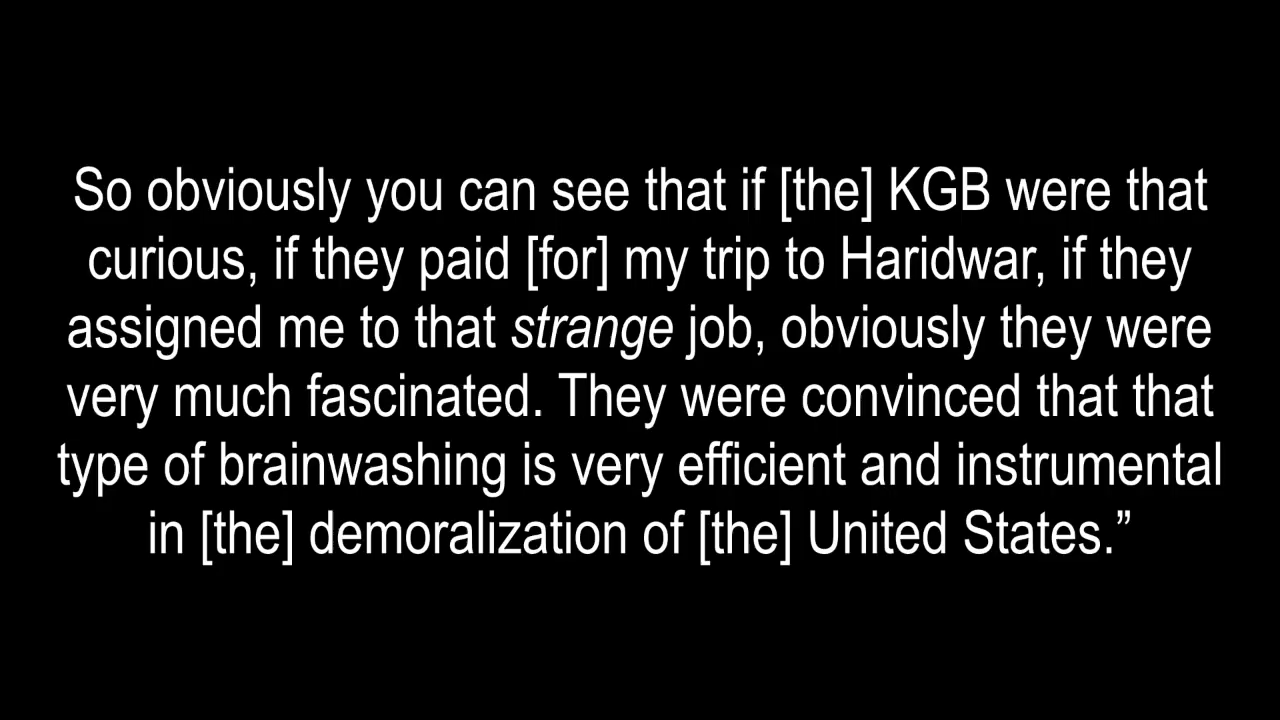 So obviously you can see that if [the] KGB were that
curious, if they paid [for] my trip to Haridwar, if they
assigned me to that strange job, obviously they were
very much fascinated. They were convinced that that
type of brainwashing is very efficient and instrumental
in [the] demoralization of [the] United States.”